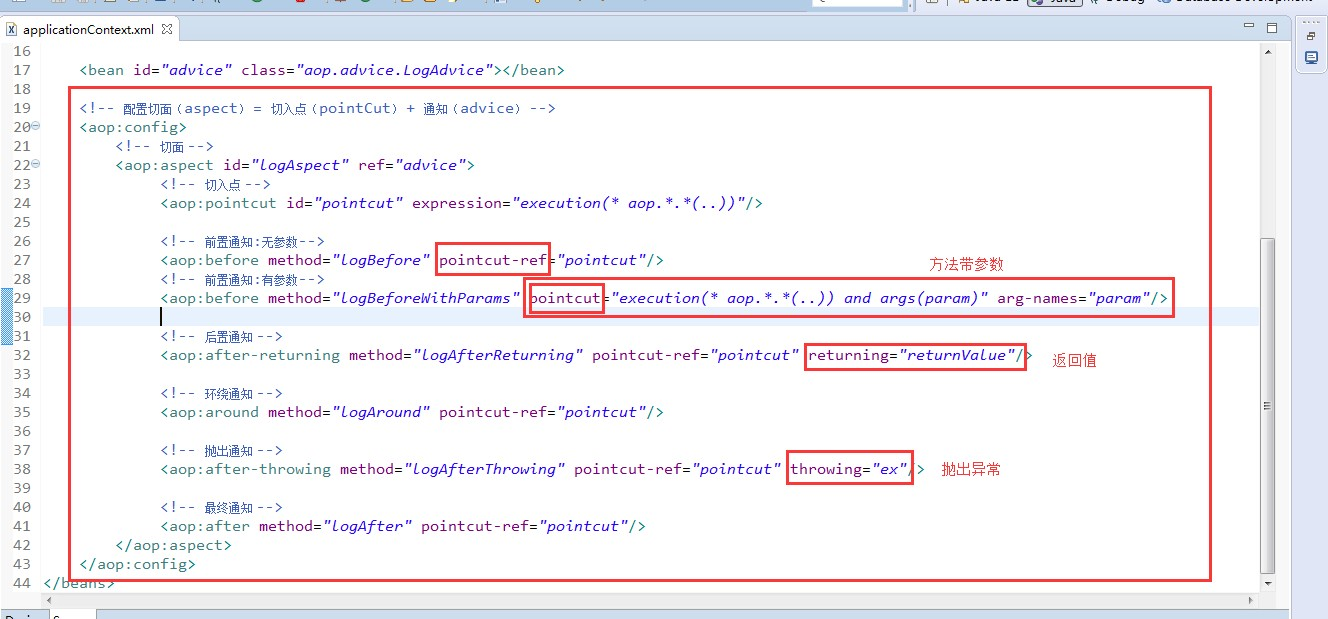 applicationContext.xml
16
17 <bean id="advice" class="aop.advice.LogAdvice"></bean>
18
19 <!-- 配置切面（aspect）= 切入点（pointCut）+ 通知（advice）-->
20 <aop:config>
21 <!-- 切面 -->
22 <aop:aspect id="logAspect" ref="advice">
23 <!-- 切入点 -->
24 <aop:pointcut id="pointcut" expression="execution(* aop.*.*(..))"/>
25
26 <!-- 前置通知:无参数-->
27 <aop:before method="logBefore" pointcut-ref="pointcut"/>
方法带参数
28 <!-- 前置通知:有参数-->
29 <aop:before method="logBeforeWithParams" pointcut="execution(* aop.*.*(..)) and args(param)" arg-names="param"/>
30
31 <!-- 后置通知 -->
32 <aop:after-returning method="logAfterReturning" pointcut-ref="pointcut" returning="returnValue"/> 返回值
33
34 <!-- 环绕通知 -->
35 <aop:around method="logAround" pointcut-ref="pointcut"/>
36
37 <!-- 抛出通知 -->
38 <aop:after-throwing method="logAfterThrowing" pointcut-ref="pointcut" throwing="ex"/> 抛出异常
39
40 <!-- 最终通知 -->
41 <aop:after method="logAfter" pointcut-ref="pointcut"/>
42 </aop:aspect>
43 </aop:config>
44 </beans>